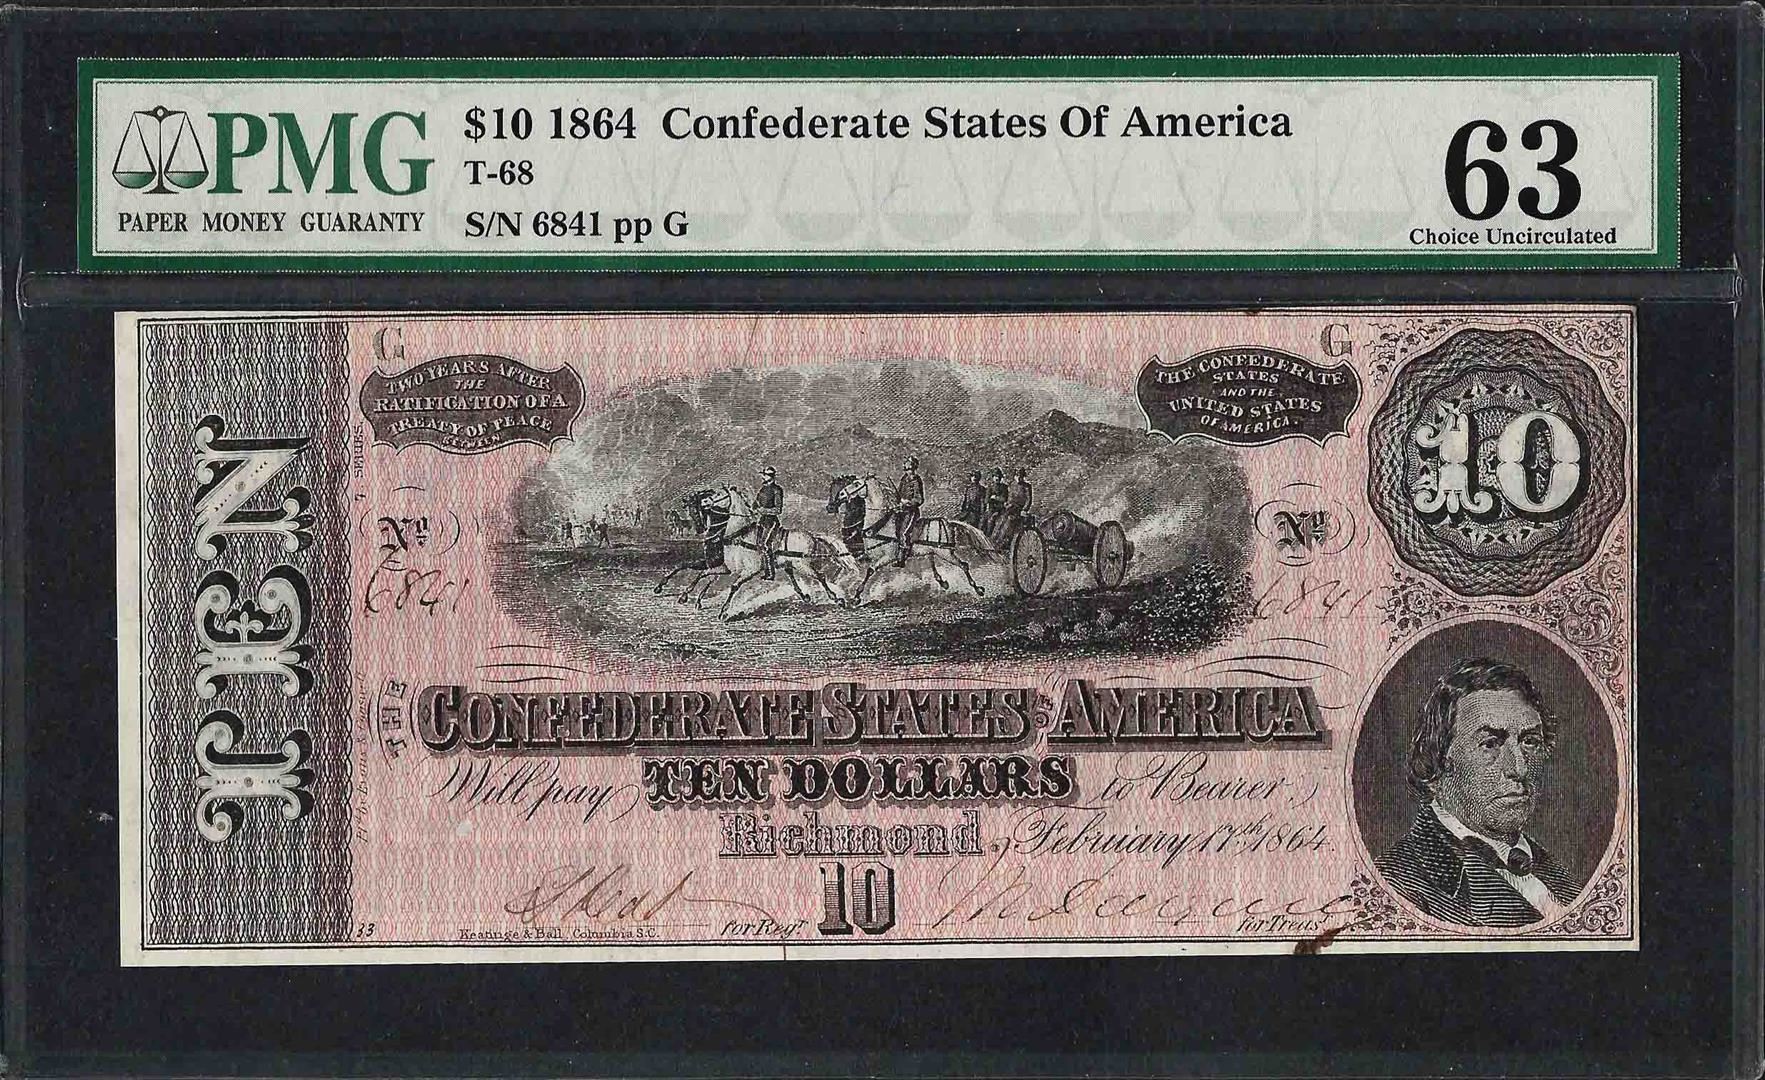 PMG
PAPER MONEY GUARANTY
$10 1864 Confederate States Of America
T-68
S/N 6841 pp G
63
Choice Uncirculated
G
G
TWO YEARS AFTER
THE
RATIFICATION OF A
TREATY OF PEACE
BETWEEN
THE CONFEDERATE
STATES
AND THE
UNITED STATES
OF AMERICA.
10
TEN
7 SERIES.
No
6841
No
6841
THE CONFEDERATE STATES OF AMERICA
Will pay TEN DOLLARS to Bearer
Richmond, February 17th 1864.
10
for Regr
for Treasr
33
Keatinge & Ball Columbia S.C.